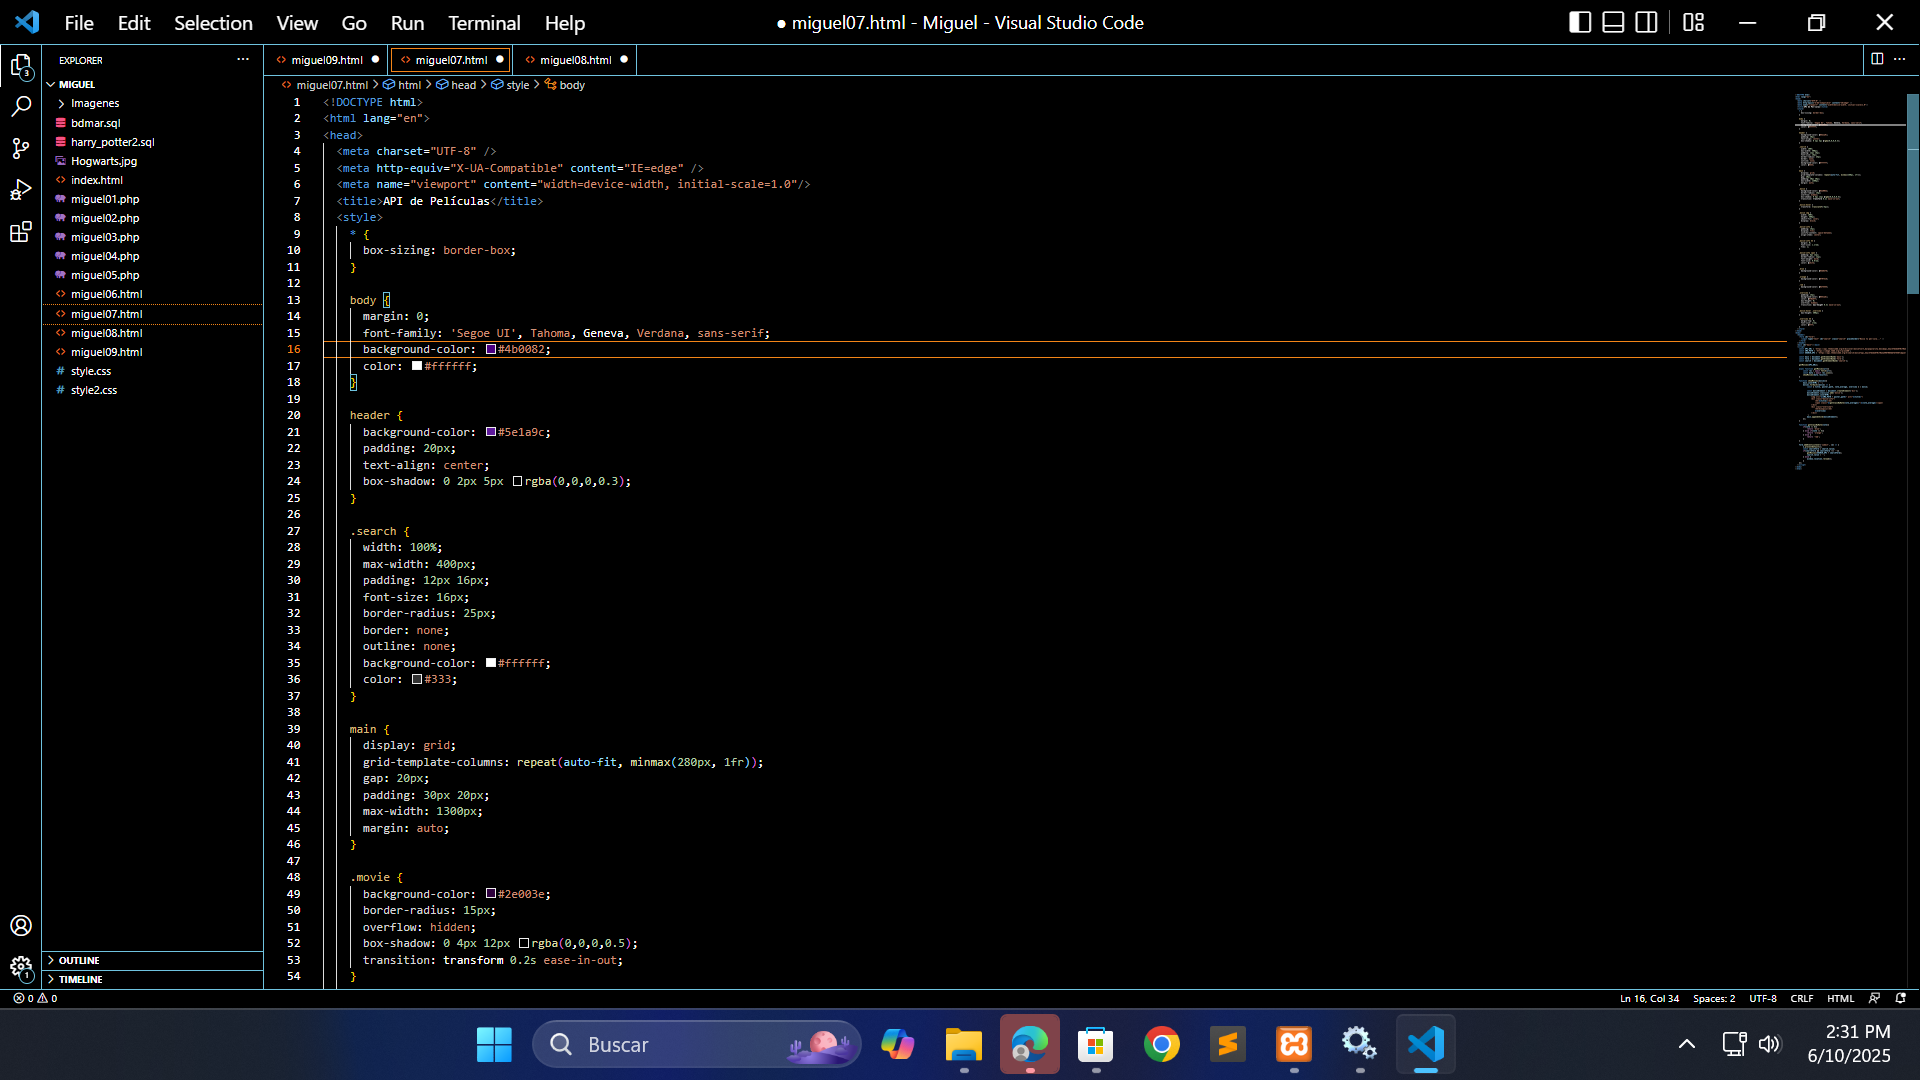 File Edit Selection View Go Run Terminal Help
● miguel07.html - Miguel - Visual Studio Code
EXPLORER
MIGUEL
Imagenes
bdmar.sql
harry_potter2.sql
Hogwarts.jpg
index.html
miguel01.php
miguel02.php
miguel03.php
miguel04.php
miguel05.php
miguel06.html
miguel07.html
miguel08.html
miguel09.html
style.css
style2.css
OUTLINE
TIMELINE
3
1
miguel09.html miguel07.html miguel08.html
miguel07.html > html > head > style > body
1 <!DOCTYPE html>
2 <html lang="en">
3 <head>
4 <meta charset="UTF-8" />
5 <meta http-equiv="X-UA-Compatible" content="IE=edge" />
6 <meta name="viewport" content="width=device-width, initial-scale=1.0"/>
7 <title>API de Películas</title>
8 <style>
9 * {
10 box-sizing: border-box;
11 }
12
13 body {
14 margin: 0;
15 font-family: 'Segoe UI', Tahoma, Geneva, Verdana, sans-serif;
16 background-color: #4b0082;
17 color: #ffffff;
18 }
19
20 header {
21 background-color: #5e1a9c;
22 padding: 20px;
23 text-align: center;
24 box-shadow: 0 2px 5px rgba(0,0,0,0.3);
25 }
26
27 .search {
28 width: 100%;
29 max-width: 400px;
30 padding: 12px 16px;
31 font-size: 16px;
32 border-radius: 25px;
33 border: none;
34 outline: none;
35 background-color: #ffffff;
36 color: #333;
37 }
38
39 main {
40 display: grid;
41 grid-template-columns: repeat(auto-fit, minmax(280px, 1fr));
42 gap: 20px;
43 padding: 30px 20px;
44 max-width: 1300px;
45 margin: auto;
46 }
47
48 .movie {
49 background-color: #2e003e;
50 border-radius: 15px;
51 overflow: hidden;
52 box-shadow: 0 4px 12px rgba(0,0,0,0.5);
53 transition: transform 0.2s ease-in-out;
54 }
0 0
Ln 16, Col 34 Spaces: 2 UTF-8 CRLF HTML
Buscar
2:31 PM
6/10/2025